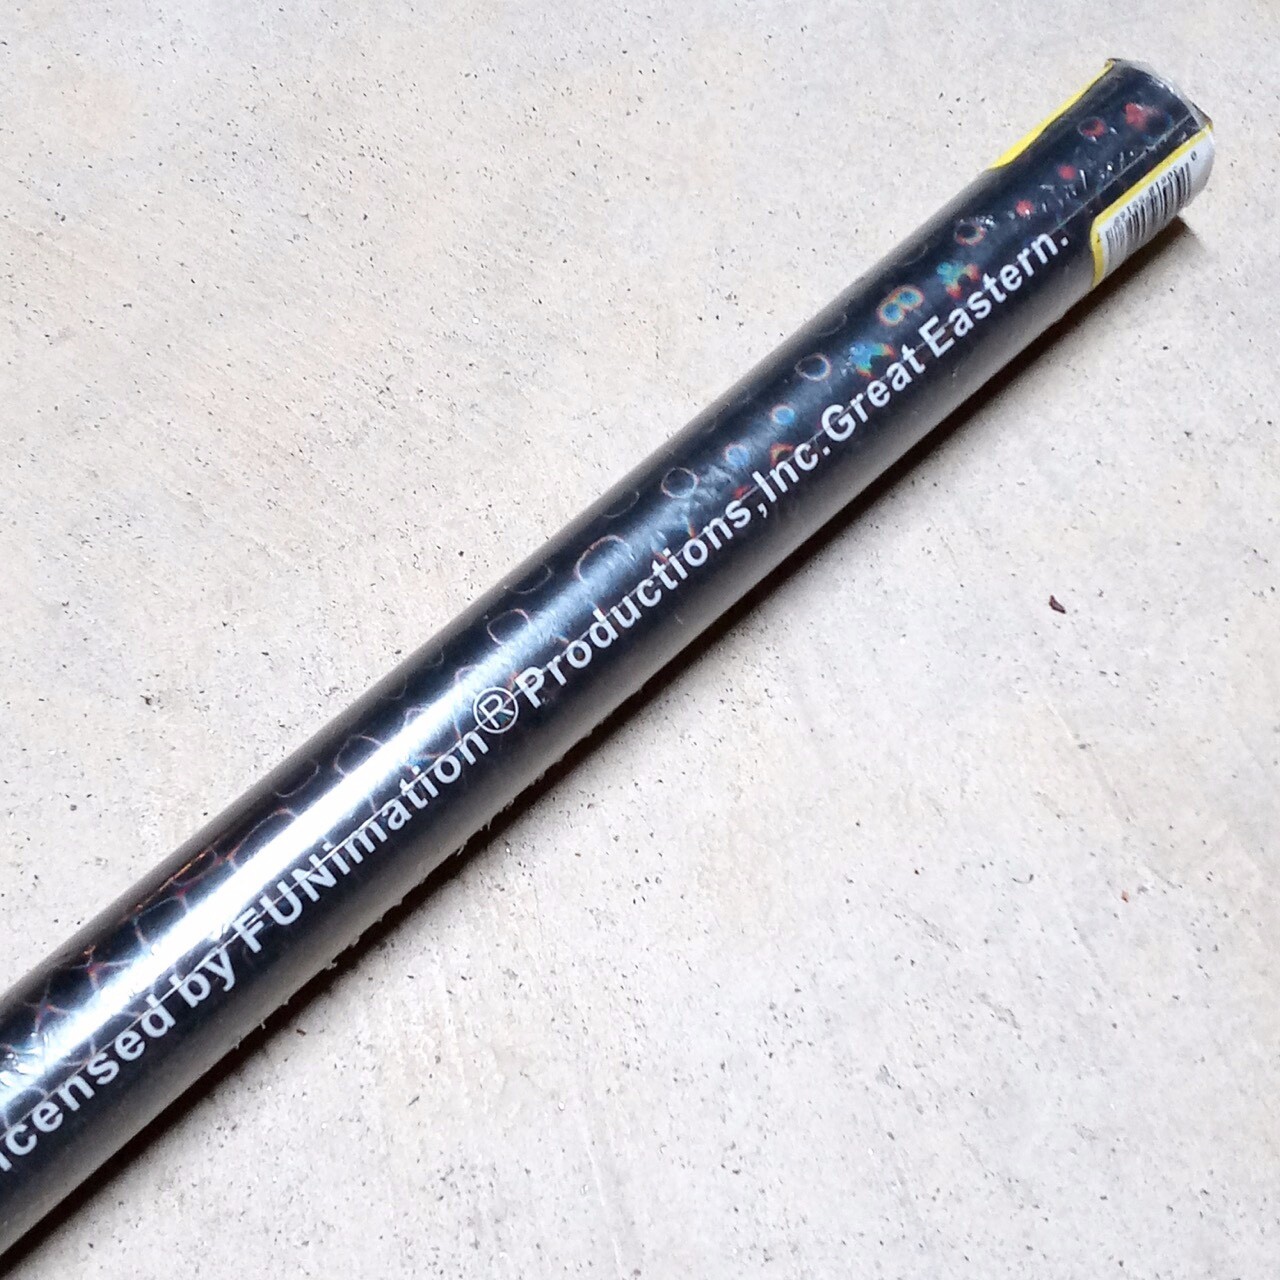 icensed by FUNimation® Productions,Inc.Great Eastern.